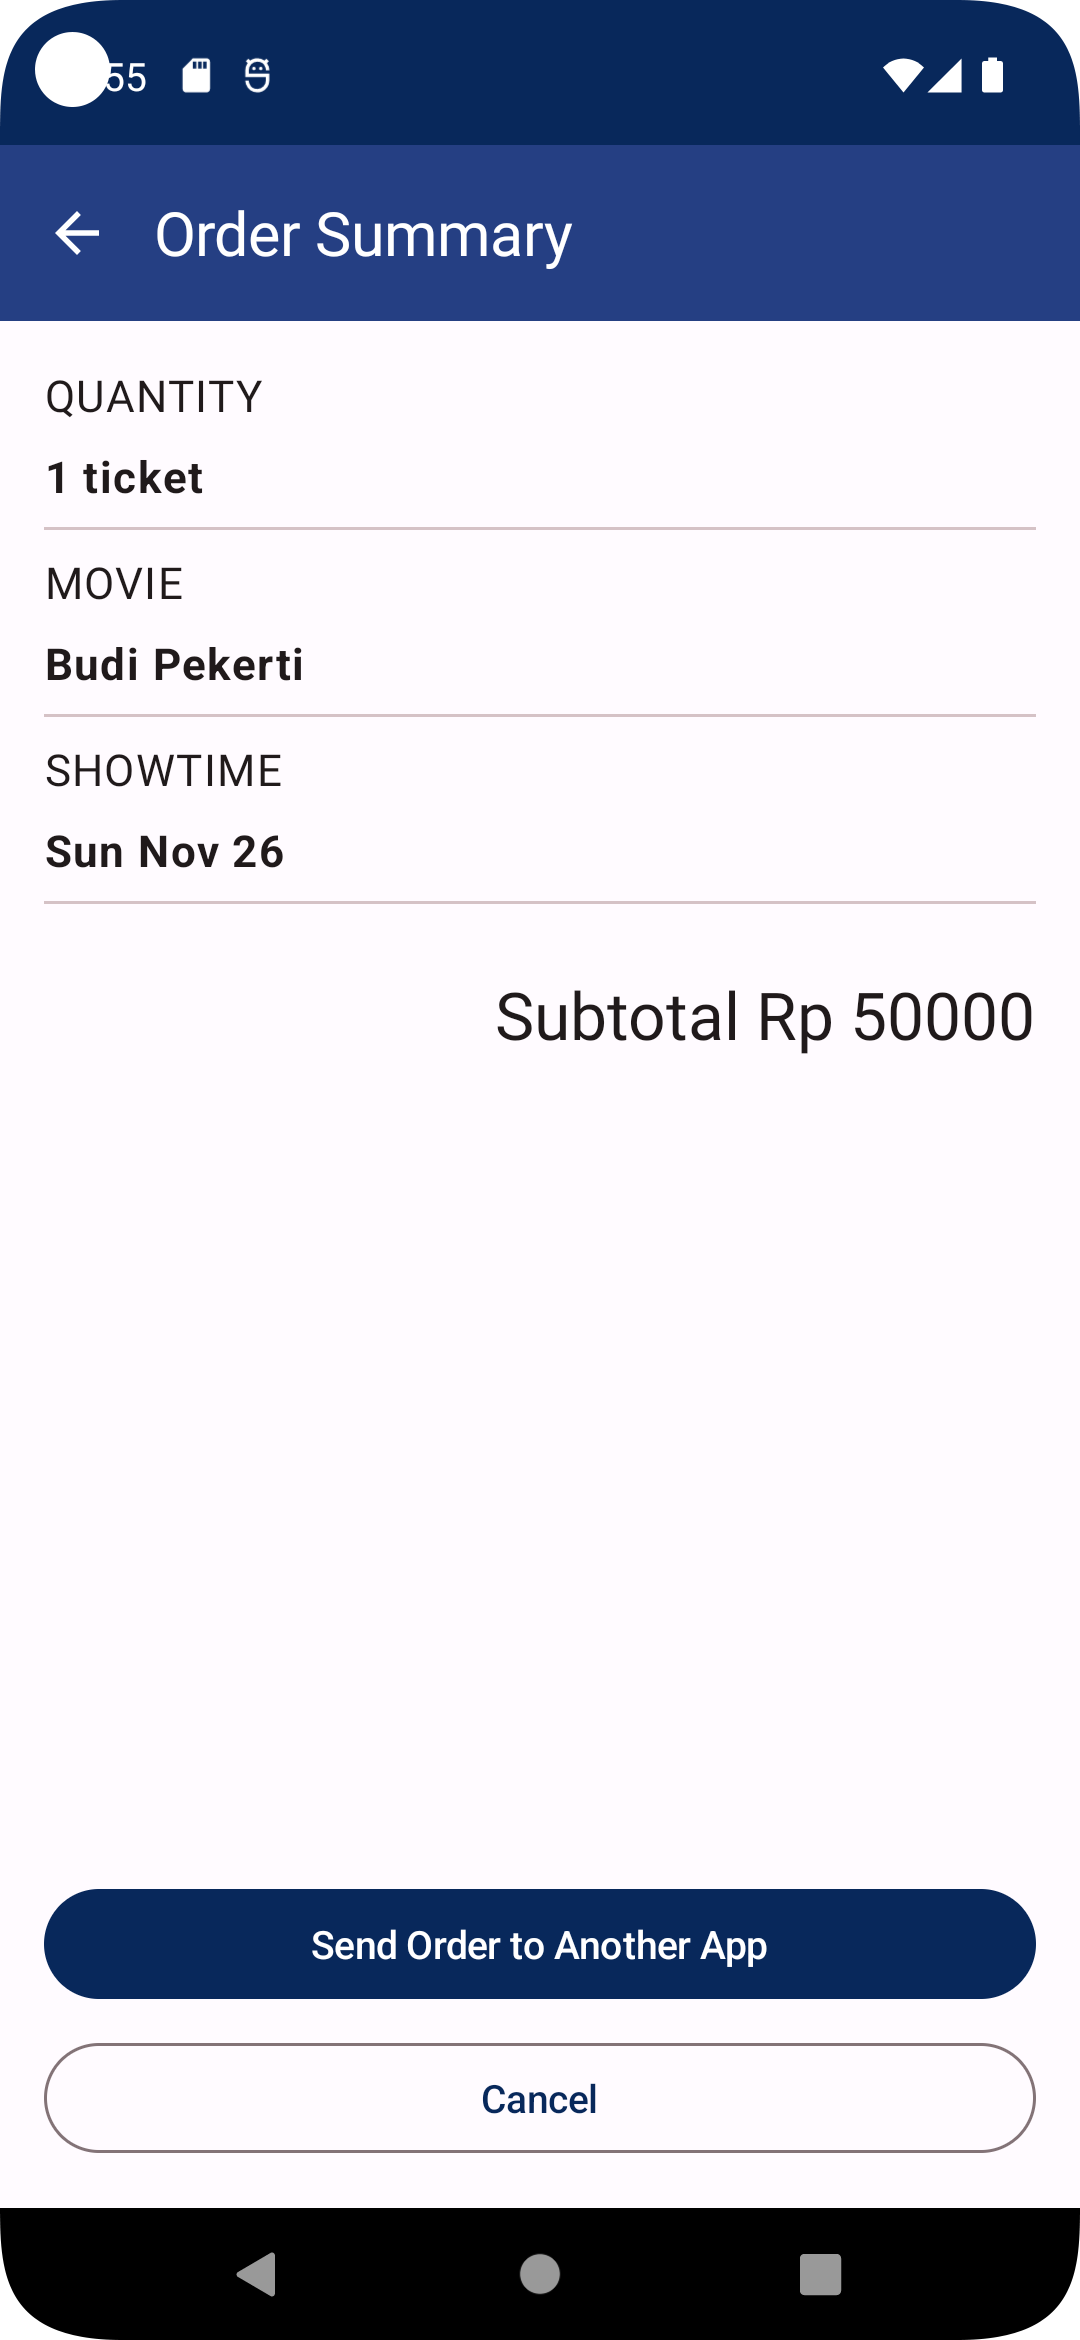 55
Order Summary
QUANTITY
1 ticket
MOVIE
Budi Pekerti
SHOWTIME
Sun Nov 26
Subtotal Rp 50000
Send Order to Another App
Cancel